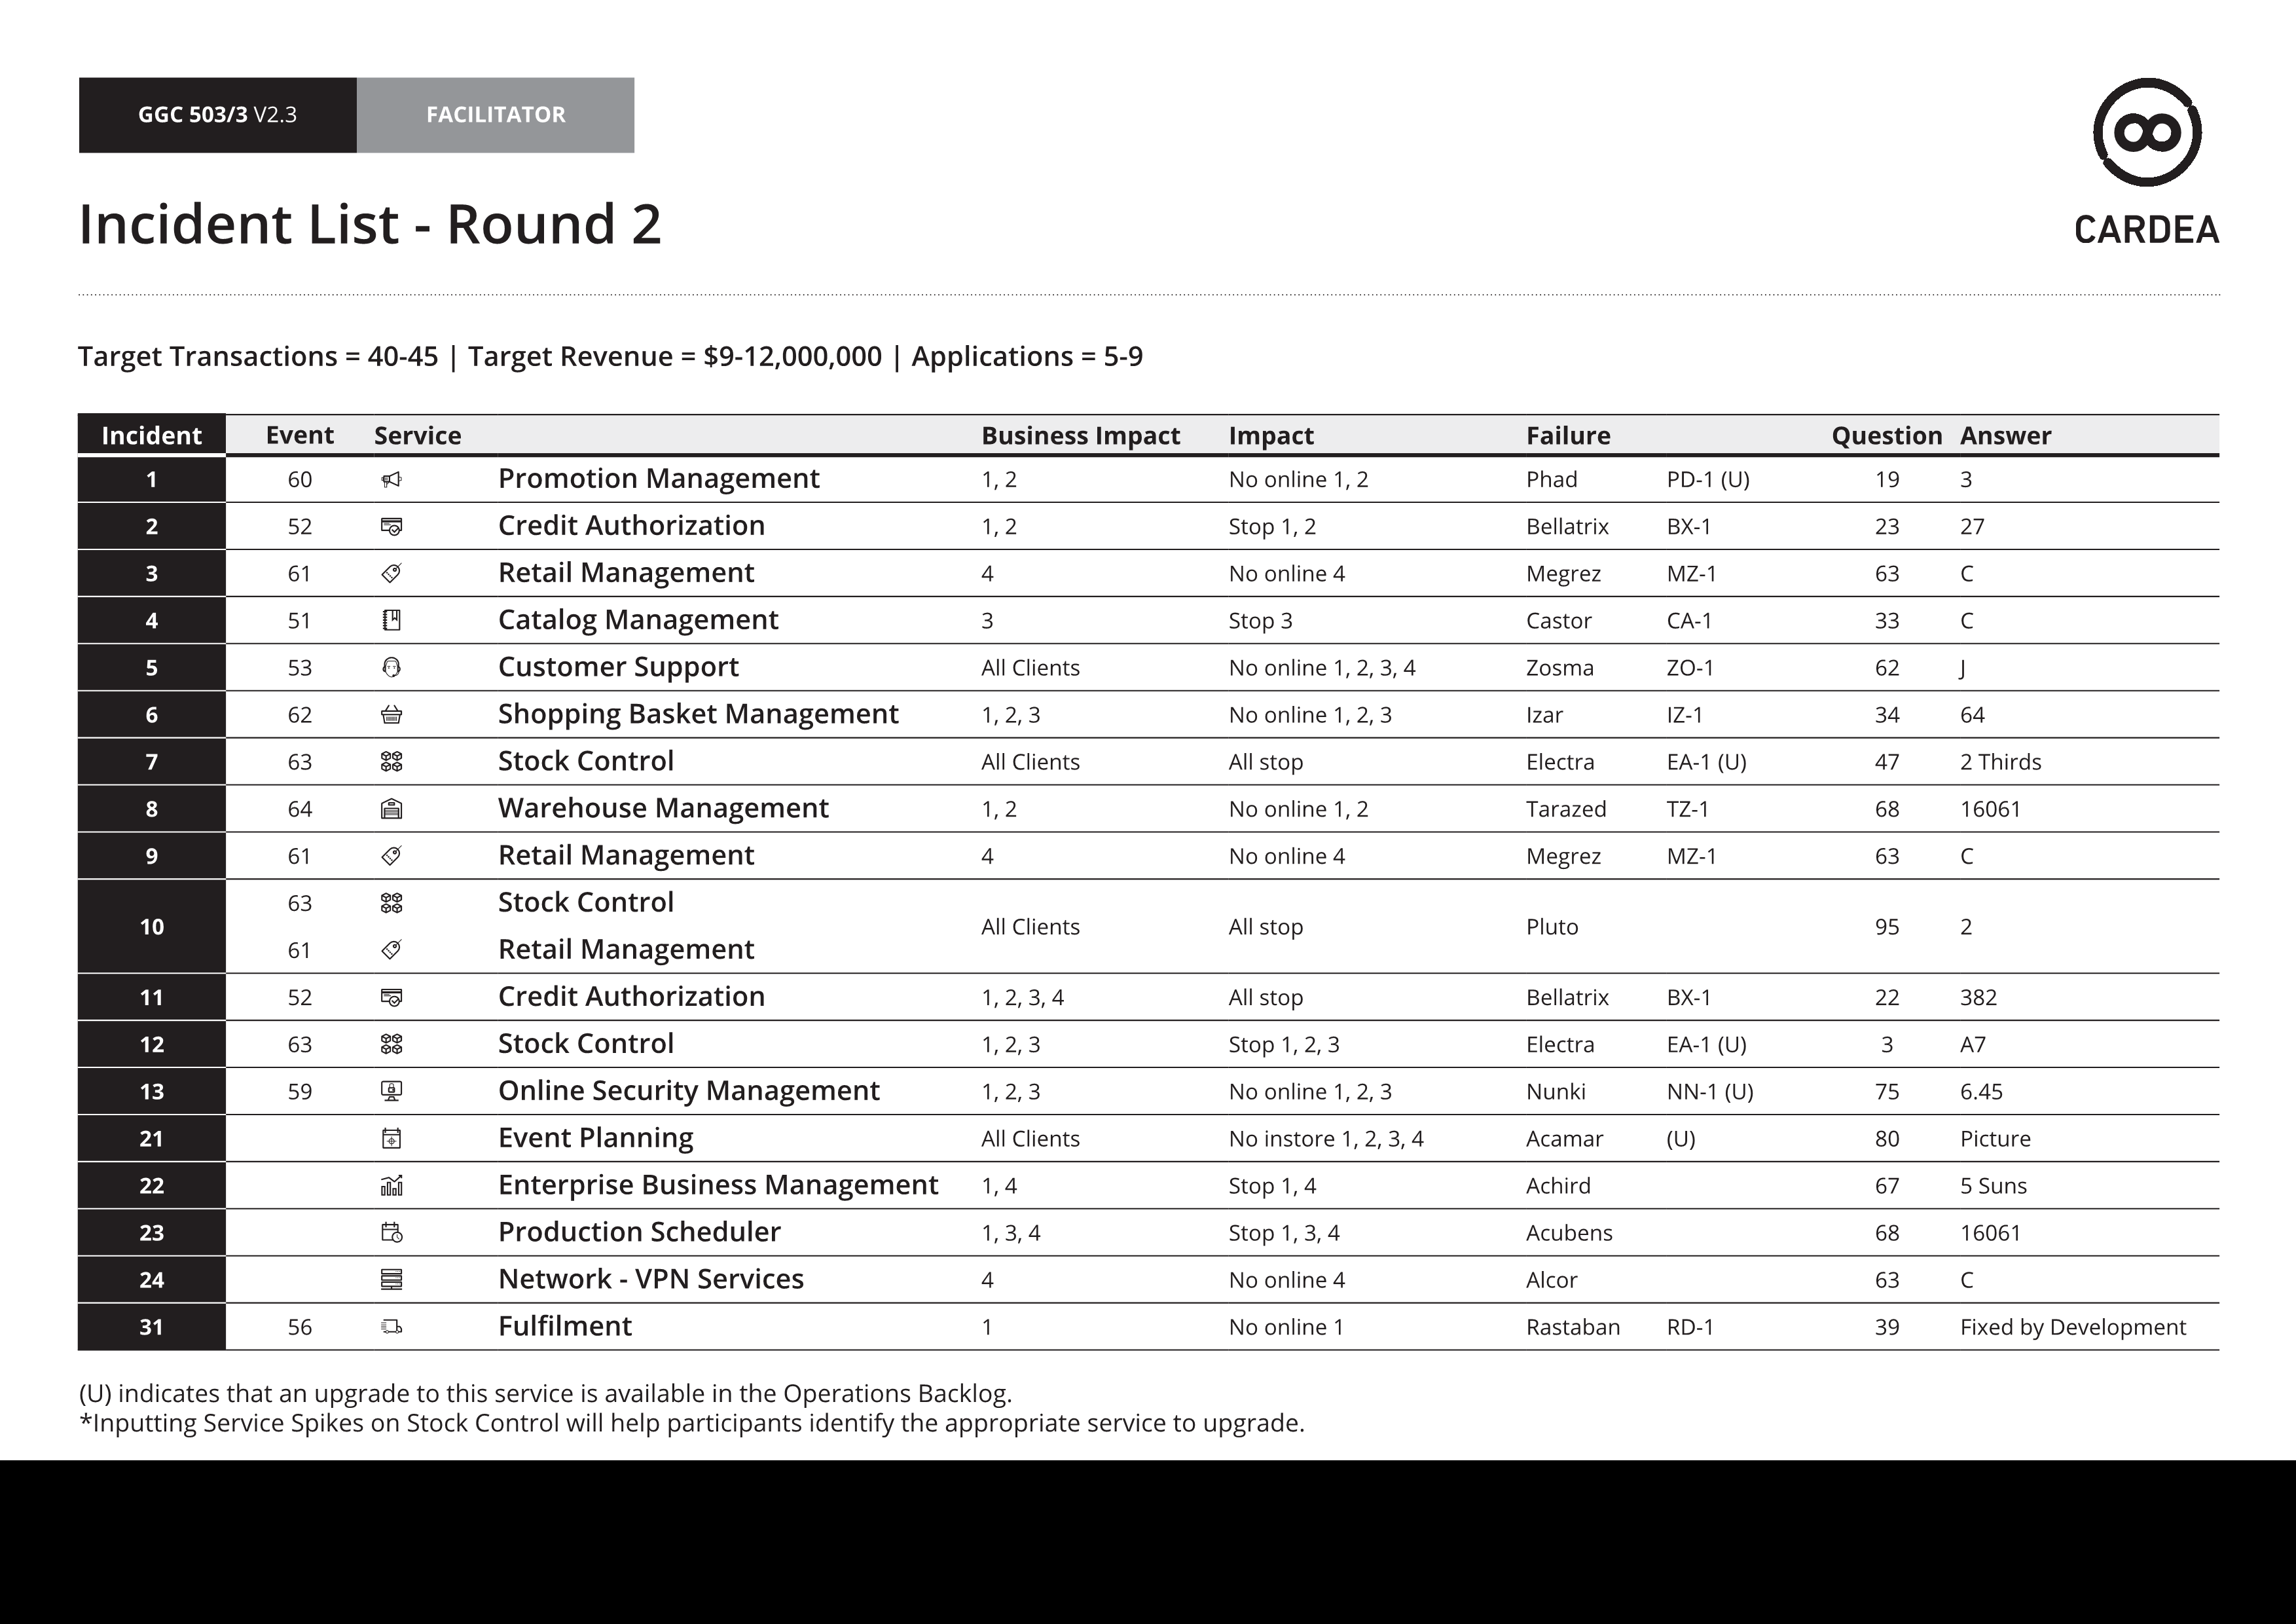 GGC 503/3 V2.3 FACILITATOR
CARDEA
Incident List - Round 2
Target Transactions = 40-45 | Target Revenue = $9-12,000,000 | Applications = 5-9
Incident Event Service Business Impact Impact Failure Question Answer
1 60 Promotion Management 1, 2 No online 1, 2 Phad PD-1 (U) 19 3
2 52 Credit Authorization 1, 2 Stop 1, 2 Bellatrix BX-1 23 27
3 61 Retail Management 4 No online 4 Megrez MZ-1 63 C
4 51 Catalog Management 3 Stop 3 Castor CA-1 33 C
5 53 Customer Support All Clients No online 1, 2, 3, 4 Zosma ZO-1 62 J
6 62 Shopping Basket Management 1, 2, 3 No online 1, 2, 3 Izar IZ-1 34 64
7 63 Stock Control All Clients All stop Electra EA-1 (U) 47 2 Thirds
8 64 Warehouse Management 1, 2 No online 1, 2 Tarazed TZ-1 68 16061
9 61 Retail Management 4 No online 4 Megrez MZ-1 63 C
63 Stock Control
10 All Clients All stop Pluto 95 2
61 Retail Management
11 52 Credit Authorization 1, 2, 3, 4 All stop Bellatrix BX-1 22 382
12 63 Stock Control 1, 2, 3 Stop 1, 2, 3 Electra EA-1 (U) 3 A7
13 59 Online Security Management 1, 2, 3 No online 1, 2, 3 Nunki NN-1 (U) 75 6.45
21 Event Planning All Clients No instore 1, 2, 3, 4 Acamar (U) 80 Picture
22 Enterprise Business Management 1, 4 Stop 1, 4 Achird 67 5 Suns
23 Production Scheduler 1, 3, 4 Stop 1, 3, 4 Acubens 68 16061
24 Network - VPN Services 4 No online 4 Alcor 63 C
31 56 Fulfilment 1 No online 1 Rastaban RD-1 39 Fixed by Development
(U) indicates that an upgrade to this service is available in the Operations Backlog.
*Inputting Service Spikes on Stock Control will help participants identify the appropriate service to upgrade.